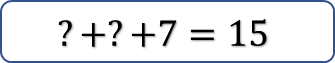 ? +? +7 = 15